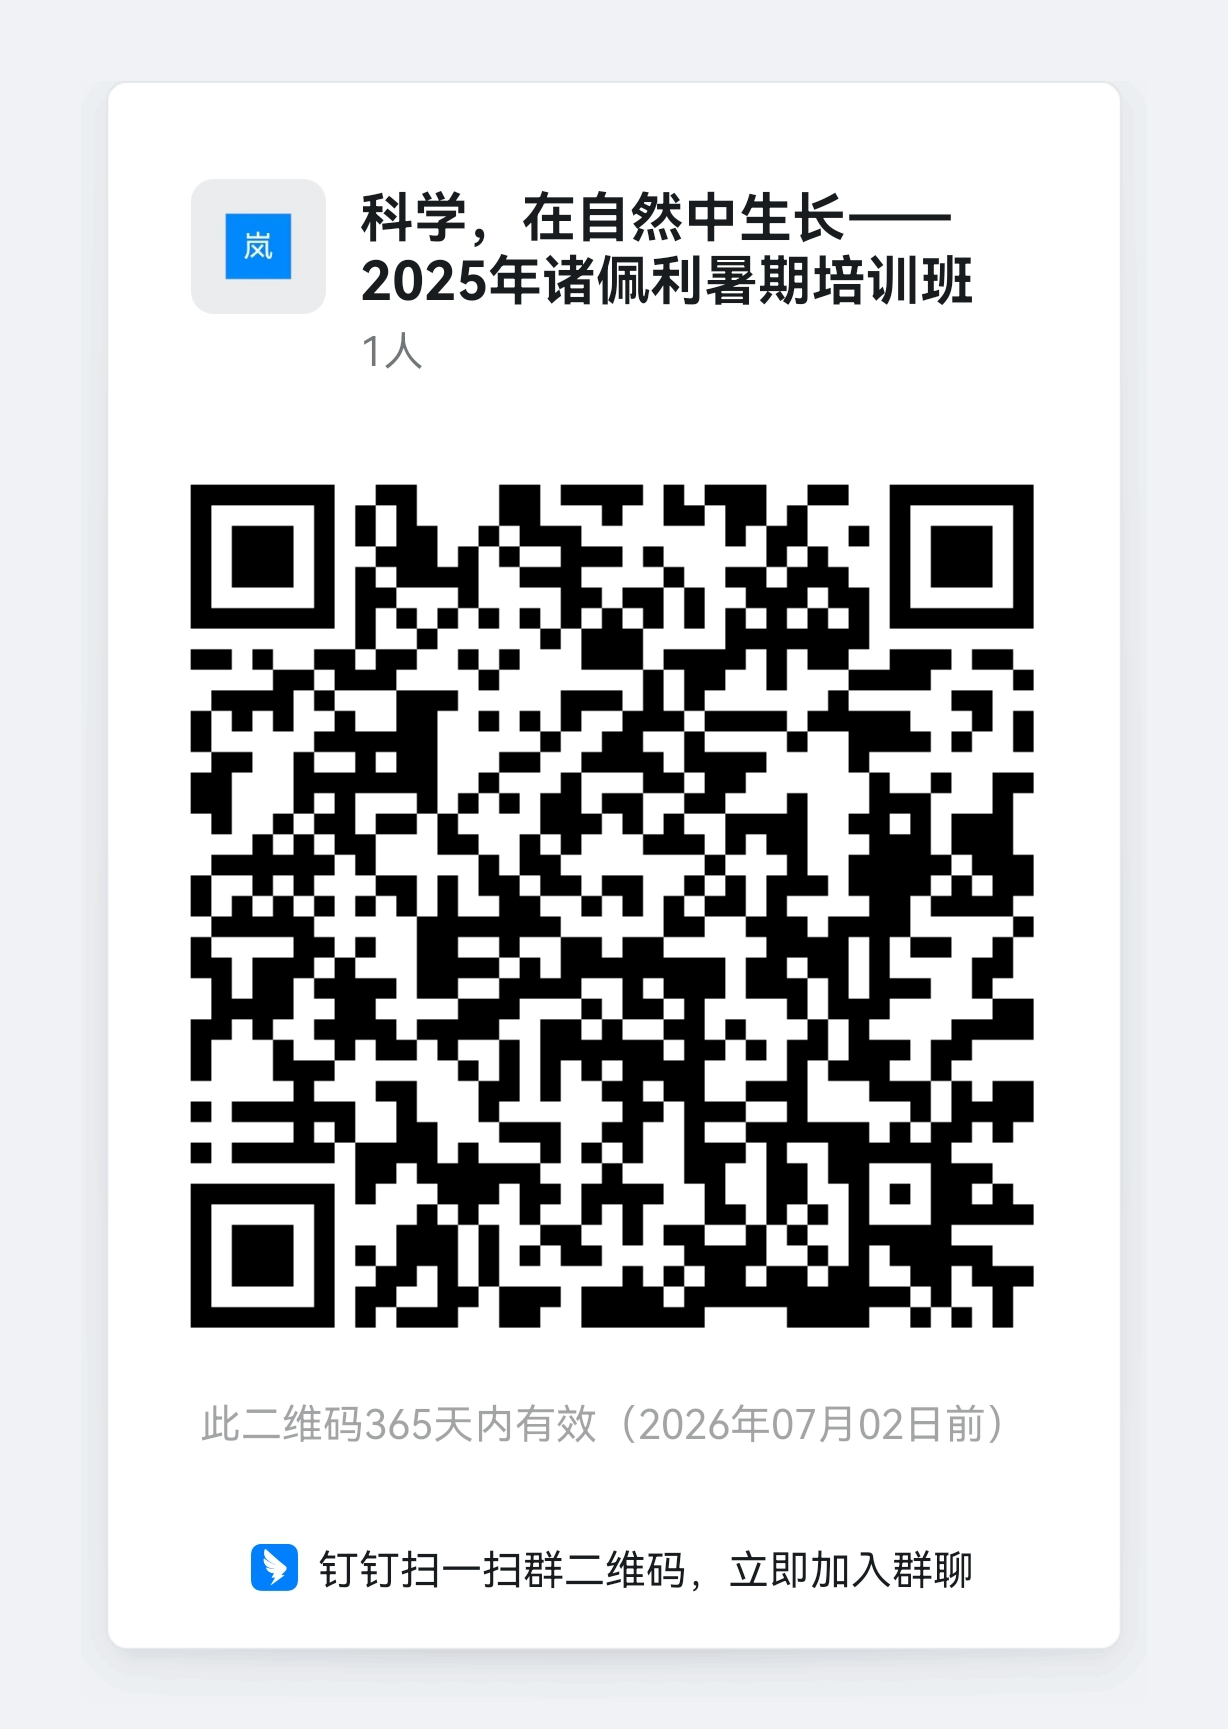 岚
科学，在自然中生长——
2025年诸佩利暑期培训班
1人
此二维码365天内有效（2026年07月02日前）
钉钉扫一扫群二维码，立即加入群聊